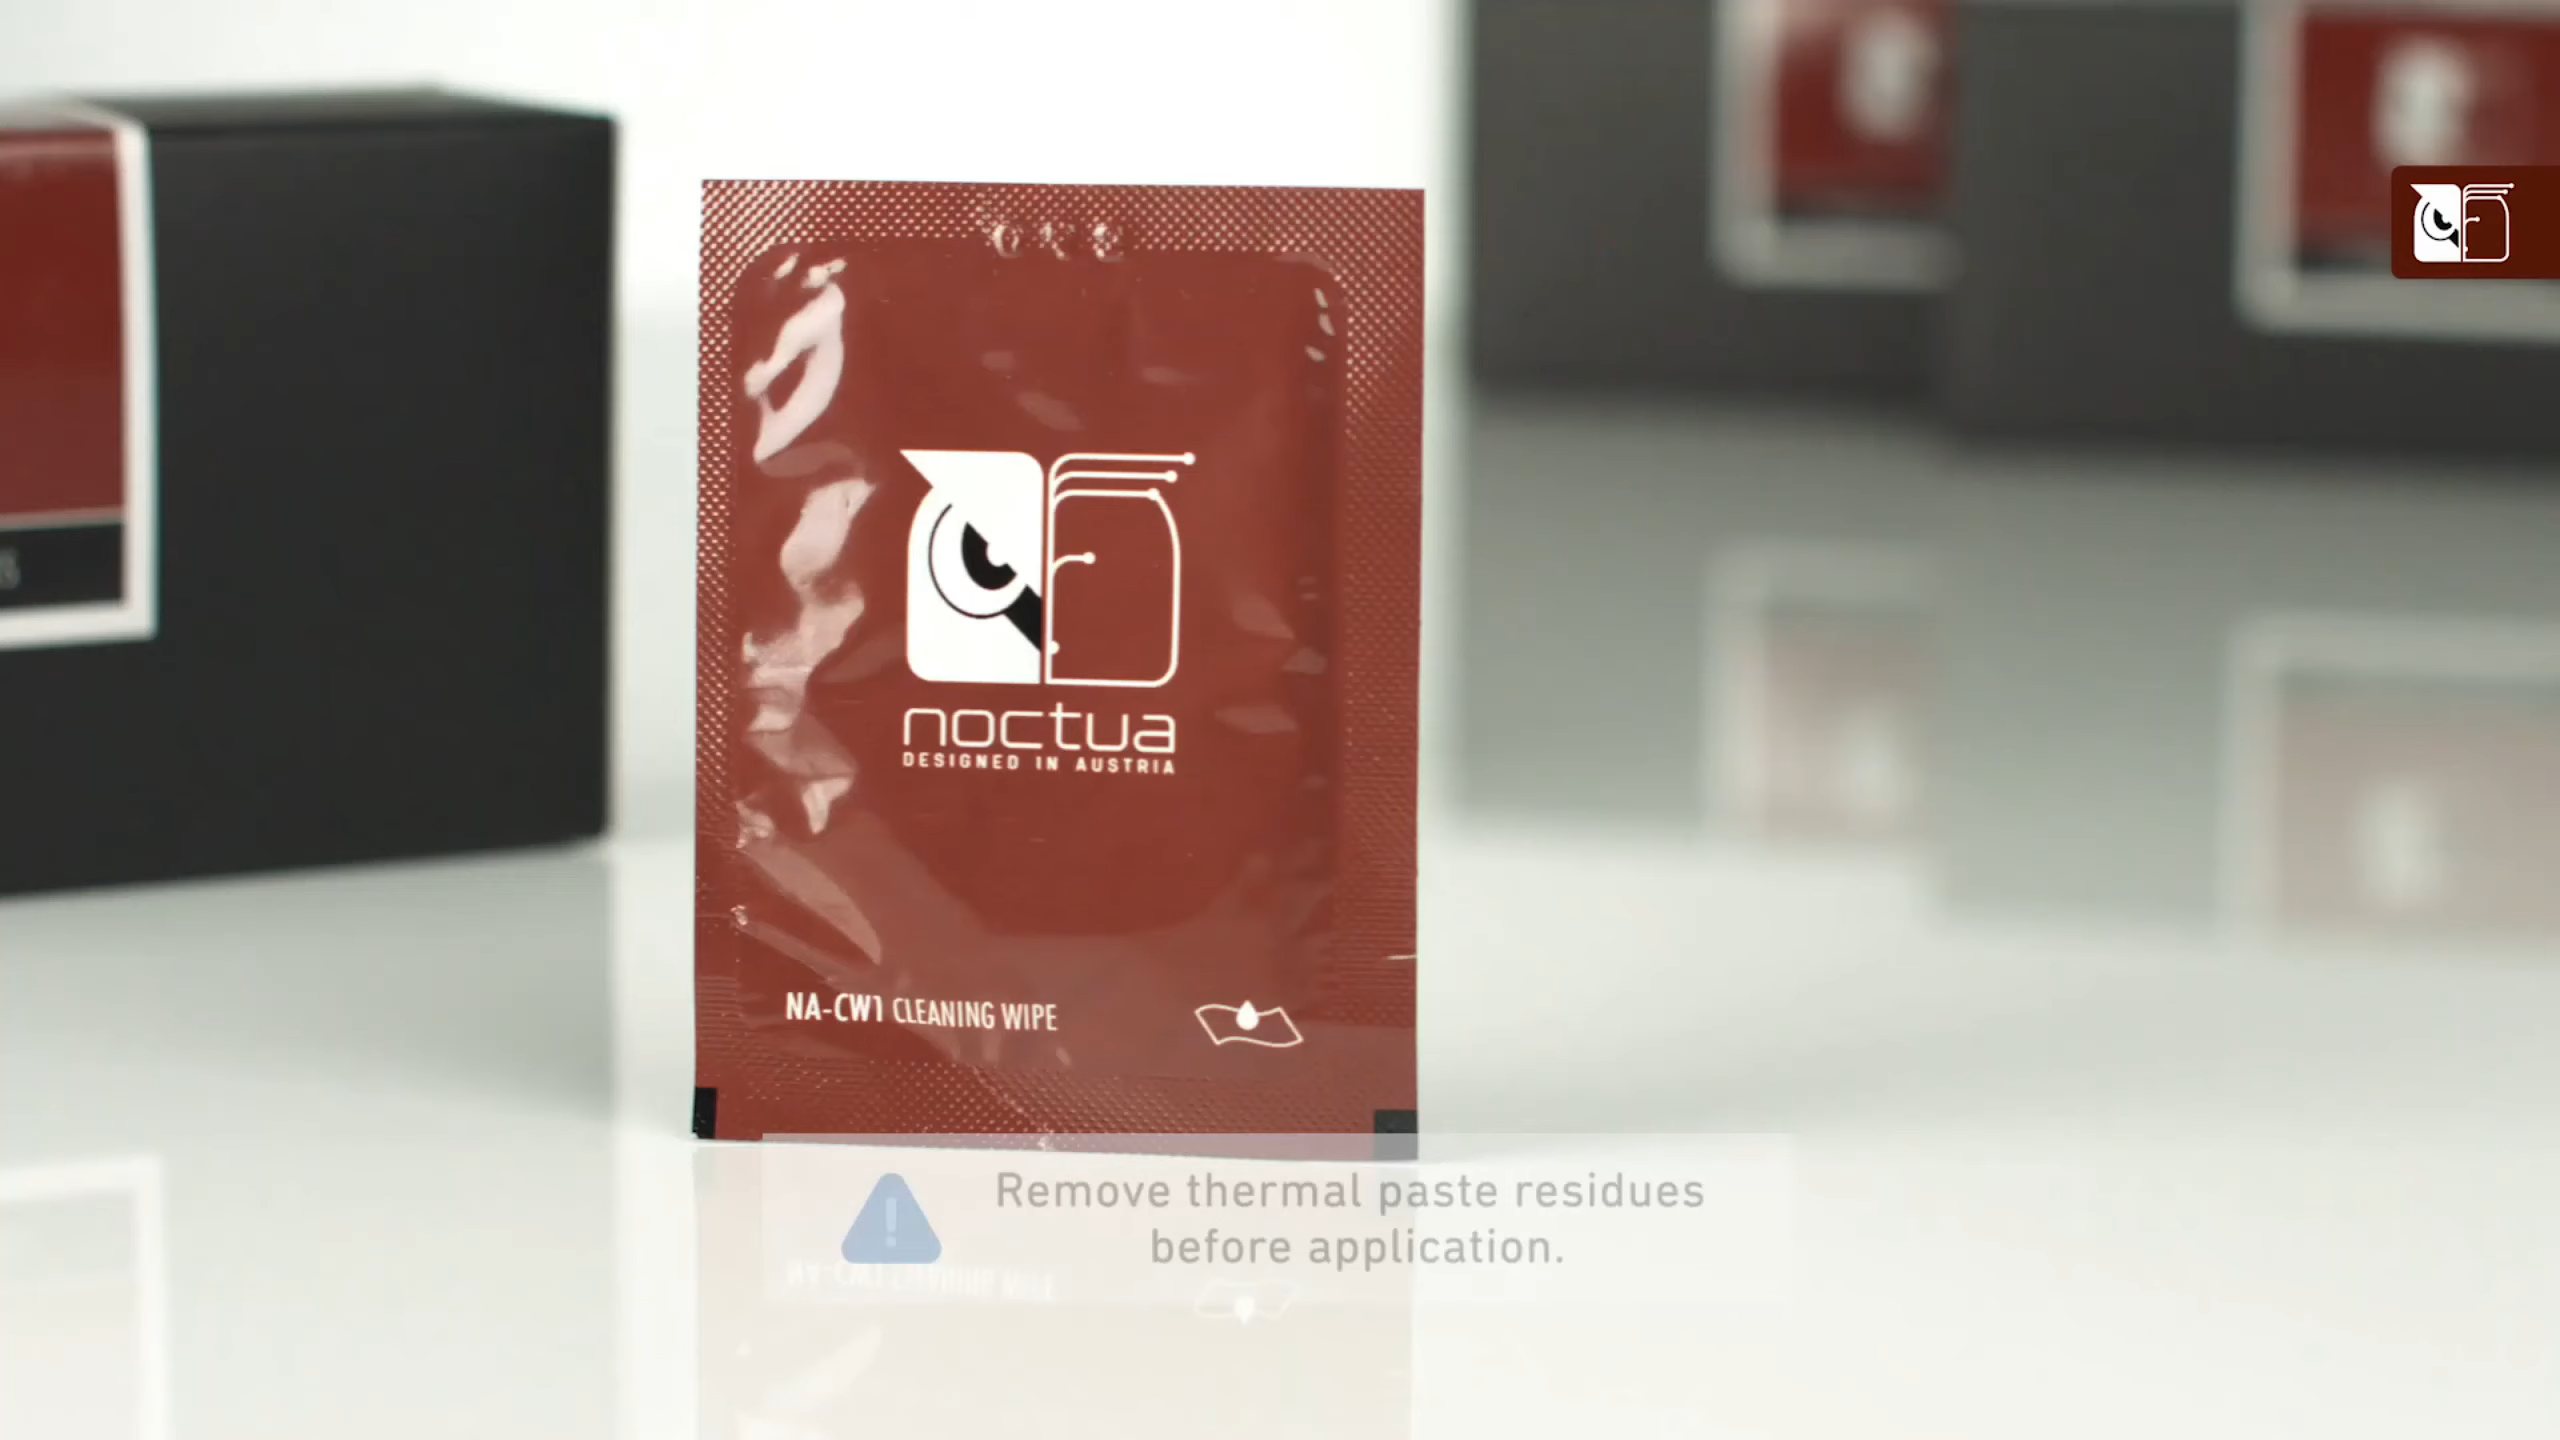 noctua
DESIGNED IN AUSTRIA
NA-CW1 CLEANING WIPE
Remove thermal paste residues
before application.